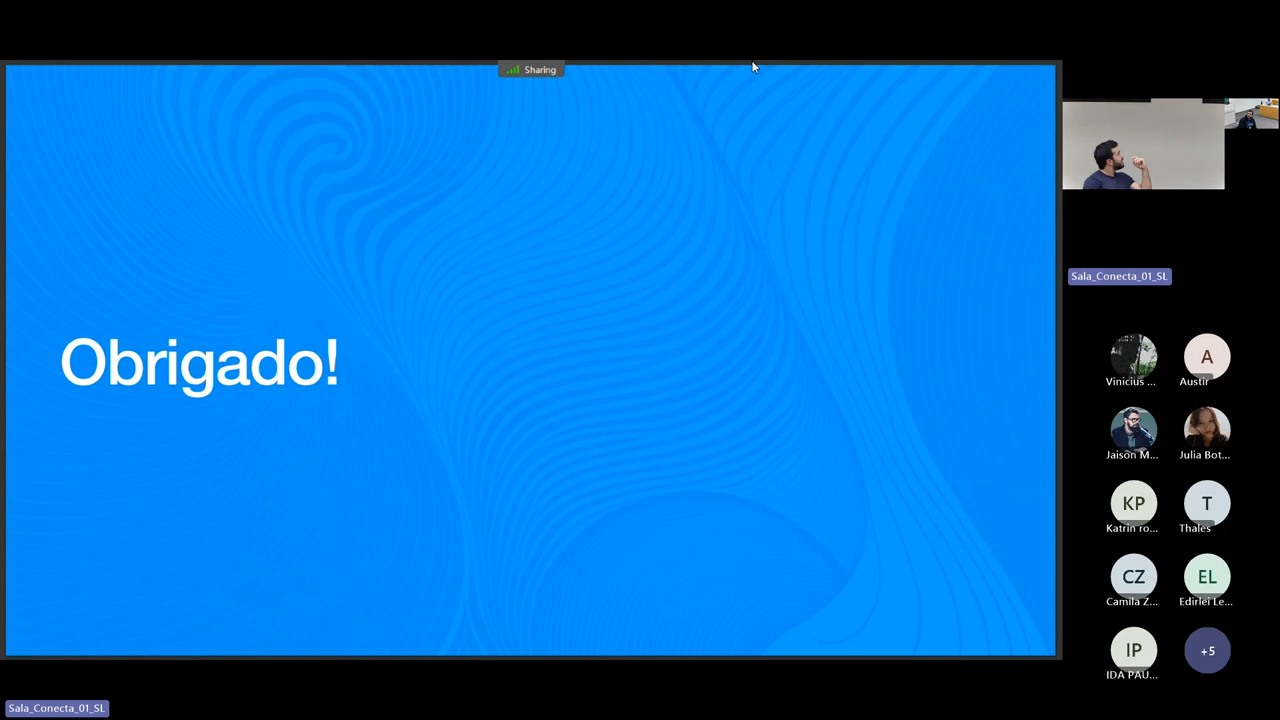 Sharing
Obrigado!
Sala_Conecta_01_SL
Vinicius ...
A
Austir
Jaison M...
Julia Bot...
KP
Katrin ro...
T
Thales
CZ
Camila Z...
EL
Edirlei Le...
IP
IDA PAU...
+5
Sala_Conecta_01_SL